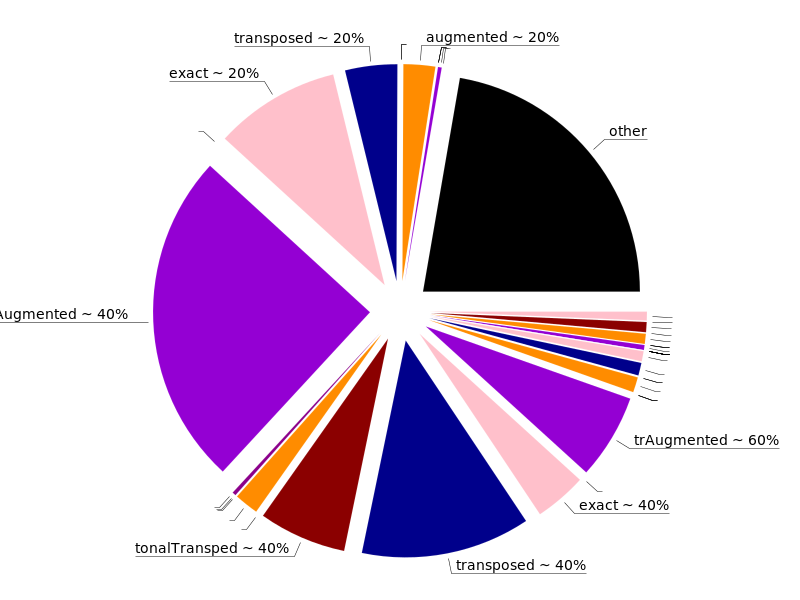 transposed ~ 20%
augmented ~ 20%
exact ~ 20%
other
Augmented ~ 40%
trAugmented ~ 60%
exact ~ 40%
tonalTransped ~ 40%
transposed ~ 40%